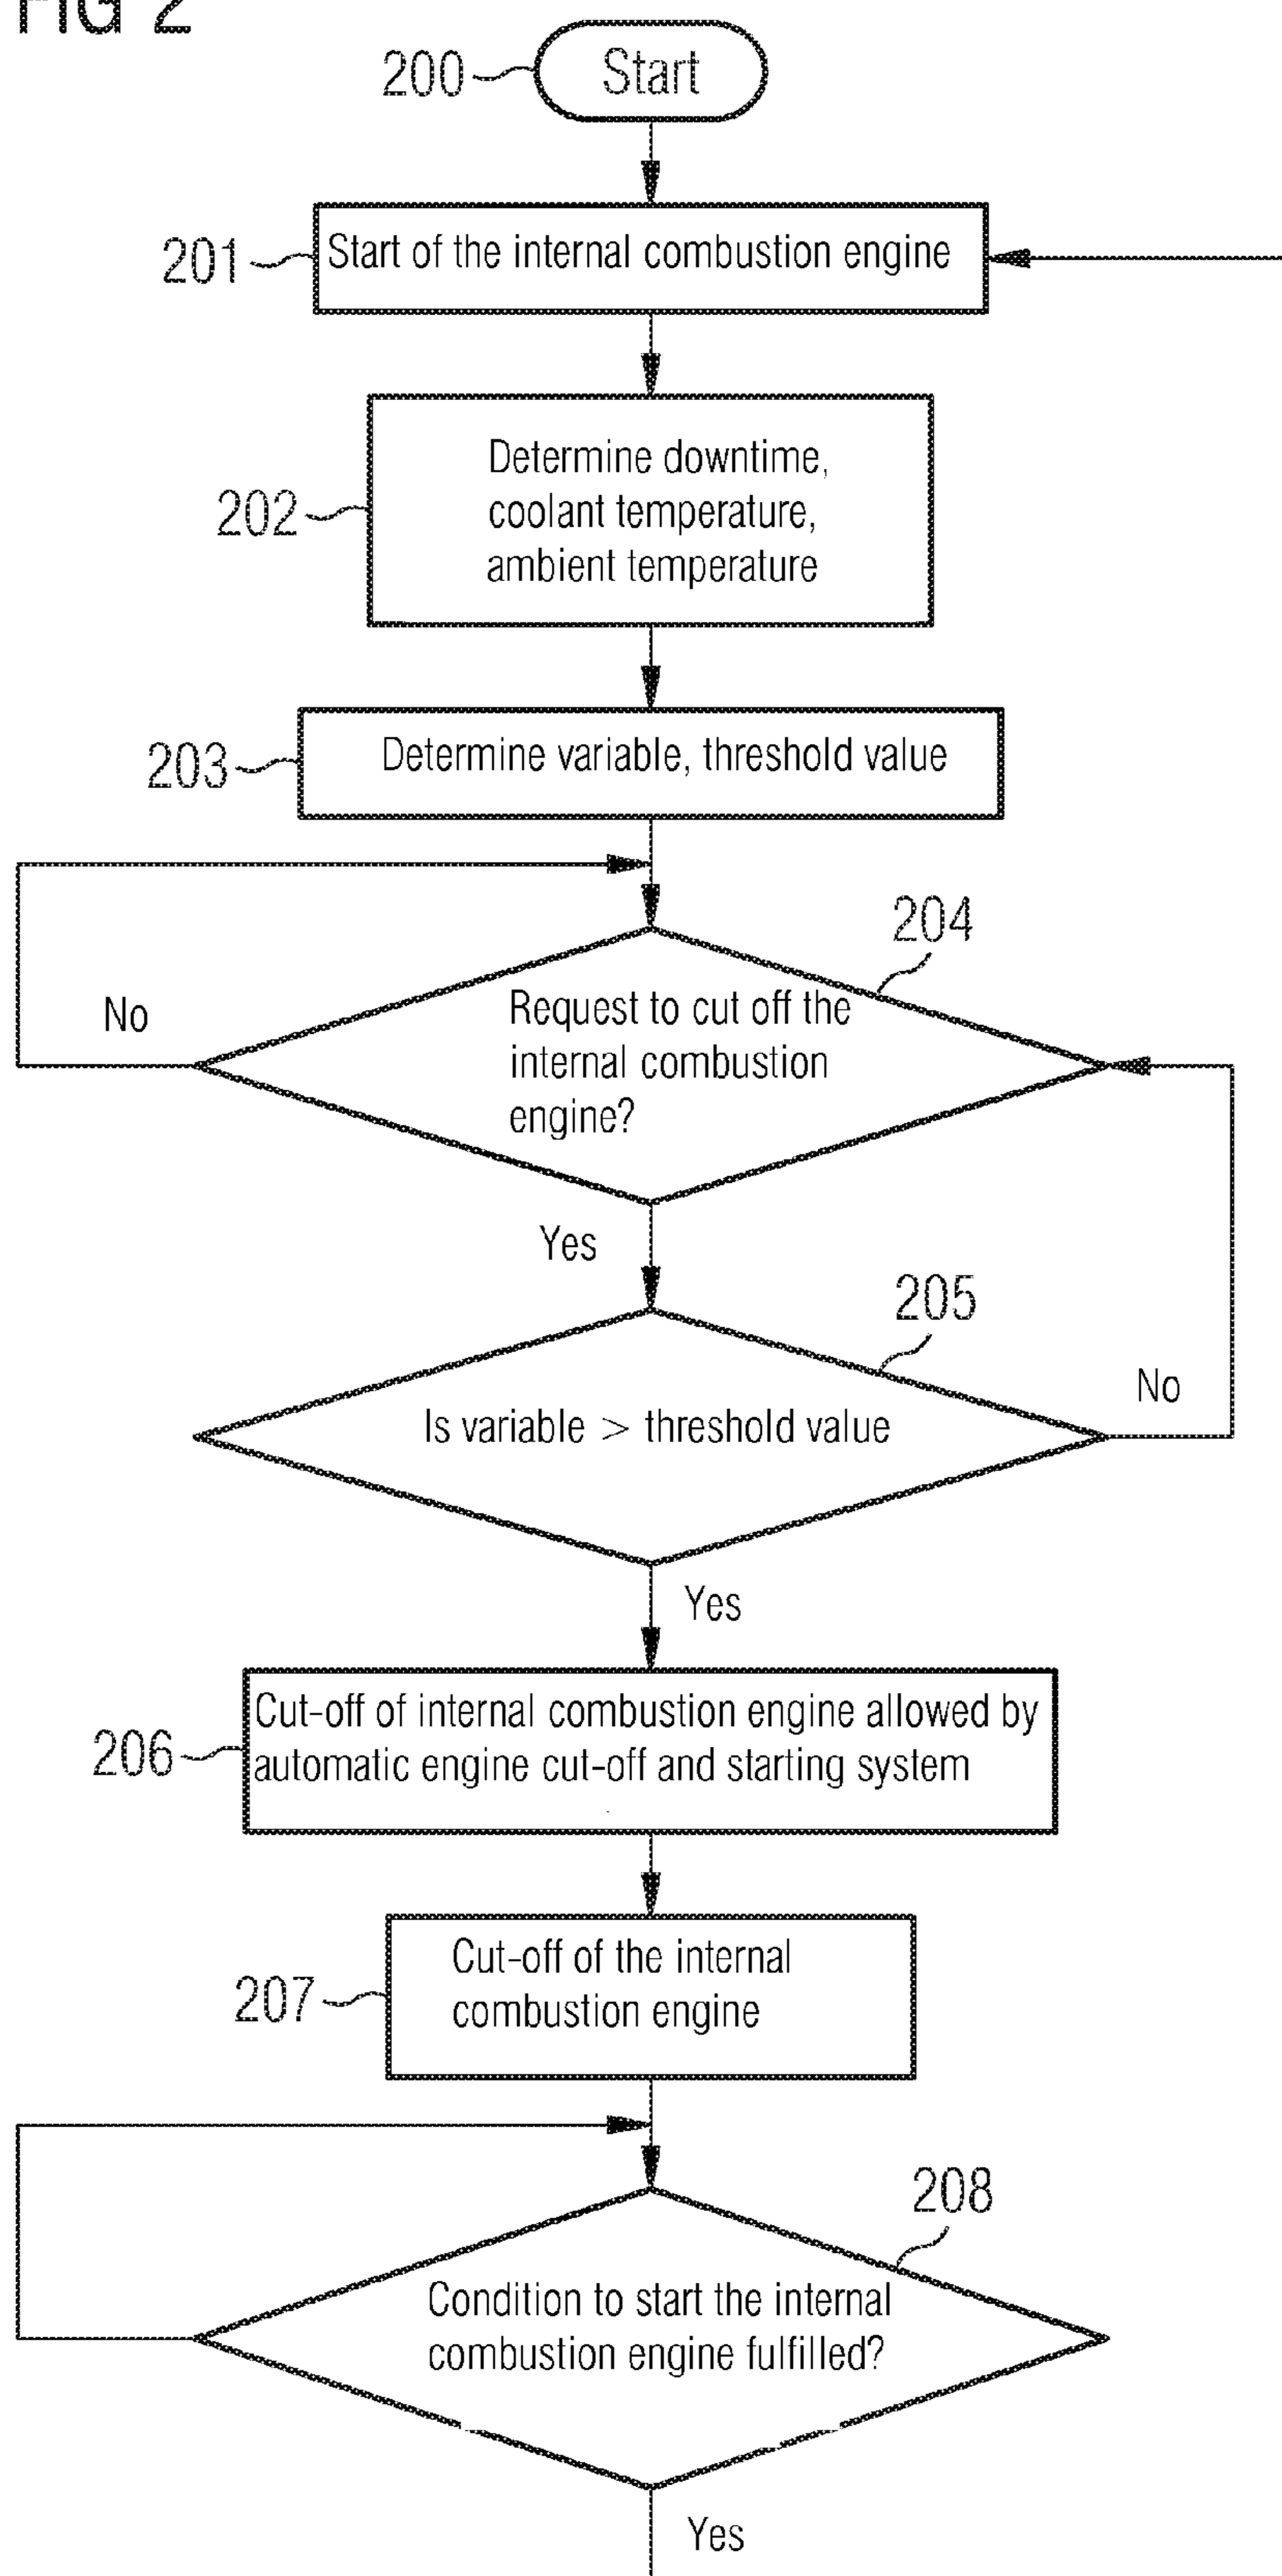 FIG 2
200
Start
201
Start of the internal combustion engine
202
Determine downtime,
coolant temperature,
ambient temperature
203
Determine variable, threshold value
204
No
Request to cut off the
internal combustion
engine?
Yes
205
No
Is variable > threshold value
Yes
206
Cut-off of internal combustion engine allowed by
automatic engine cut-off and starting system
207
Cut-off of the internal
combustion engine
208
Condition to start the internal
combustion engine fulfilled?
Yes